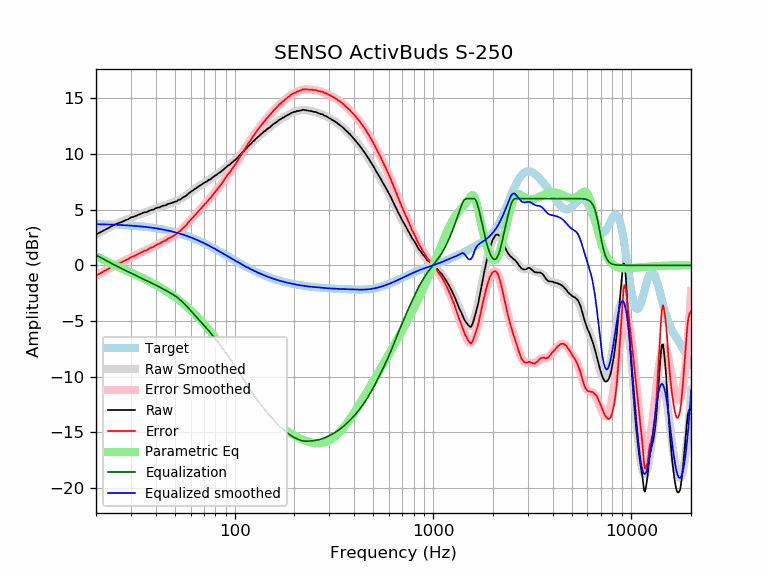 SENSO ActivBuds S-250
Amplitude (dBr)
15
10
5
0
−5
−10
−15
−20
Target
Raw Smoothed
Error Smoothed
Raw
Error
Parametric Eq
Equalization
Equalized smoothed
100
1000
10000
Frequency (Hz)